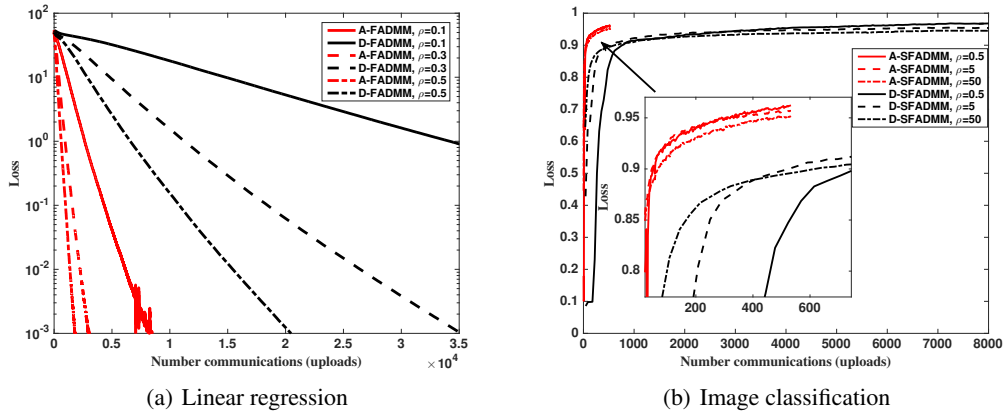 10^2
10^1
10^0
10^-1
10^-2
10^-3
Loss
A-FADMM, ρ=0.1
D-FADMM, ρ=0.1
A-FADMM, ρ=0.3
D-FADMM, ρ=0.3
A-FADMM, ρ=0.5
D-FADMM, ρ=0.5
0 0.5 1 1.5 2 2.5 3 3.5
× 10^4
Number communications (uploads)
(a) Linear regression
1
0.9
0.8
0.7
0.6
0.5
0.4
0.3
0.2
0.1
0
Loss
A-SFADMM, ρ=0.5
A-SFADMM, ρ=5
A-SFADMM, ρ=50
D-SFADMM, ρ=0.5
D-SFADMM, ρ=5
D-SFADMM, ρ=50
0.95
0.9
0.85
0.8
Loss
200 400 600
0 1000 2000 3000 4000 5000 6000 7000 8000
Number communications (uploads)
(b) Image classification